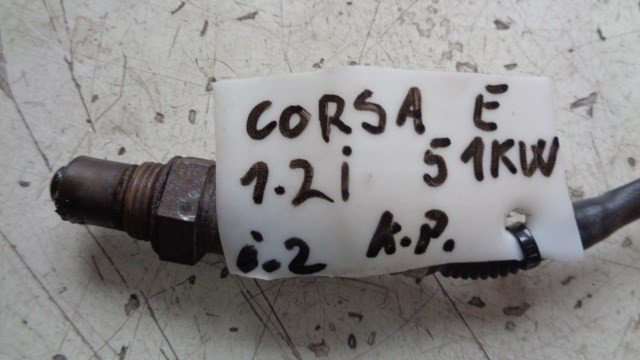 CORSA E
1.2i 51KW
i.2 K.P.